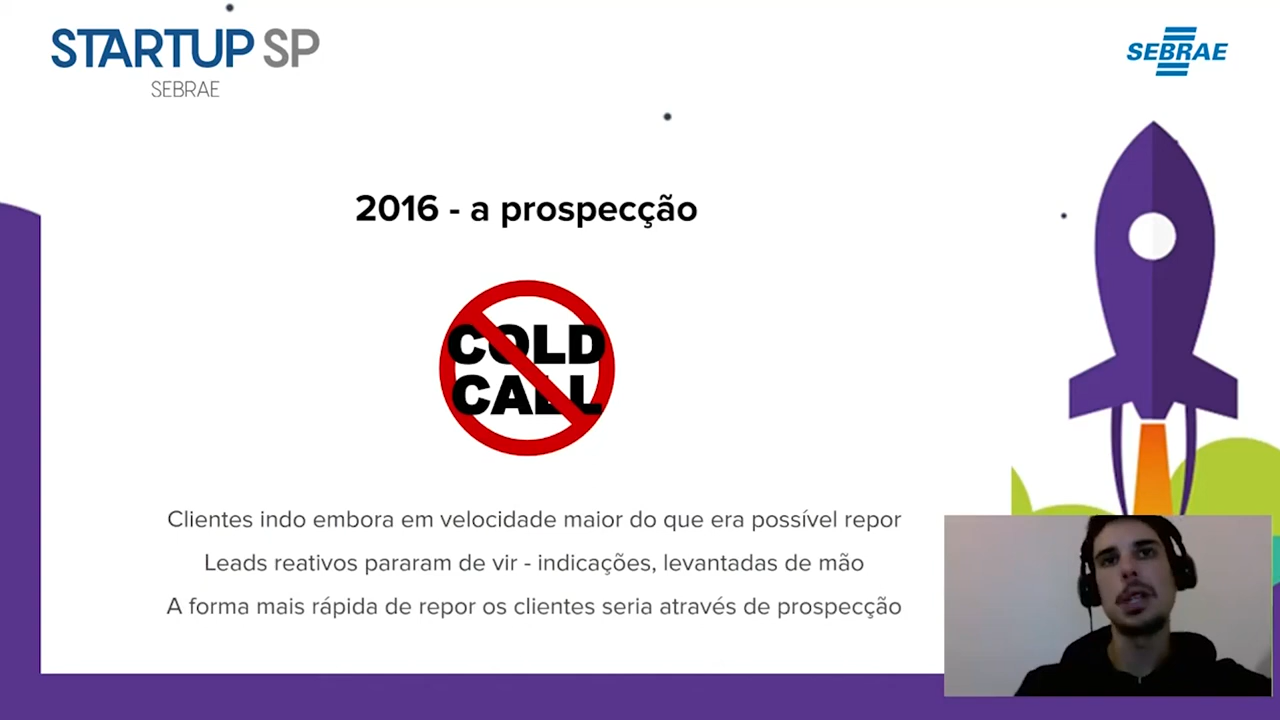 STARTUP SP
SEBRAE
SEBRAE
2016 - a prospecção
COLD
CALL
Clientes indo embora em velocidade maior do que era possível repor
Leads reativos pararam de vir - indicações, levantadas de mão
A forma mais rápida de repor os clientes seria através de prospecção